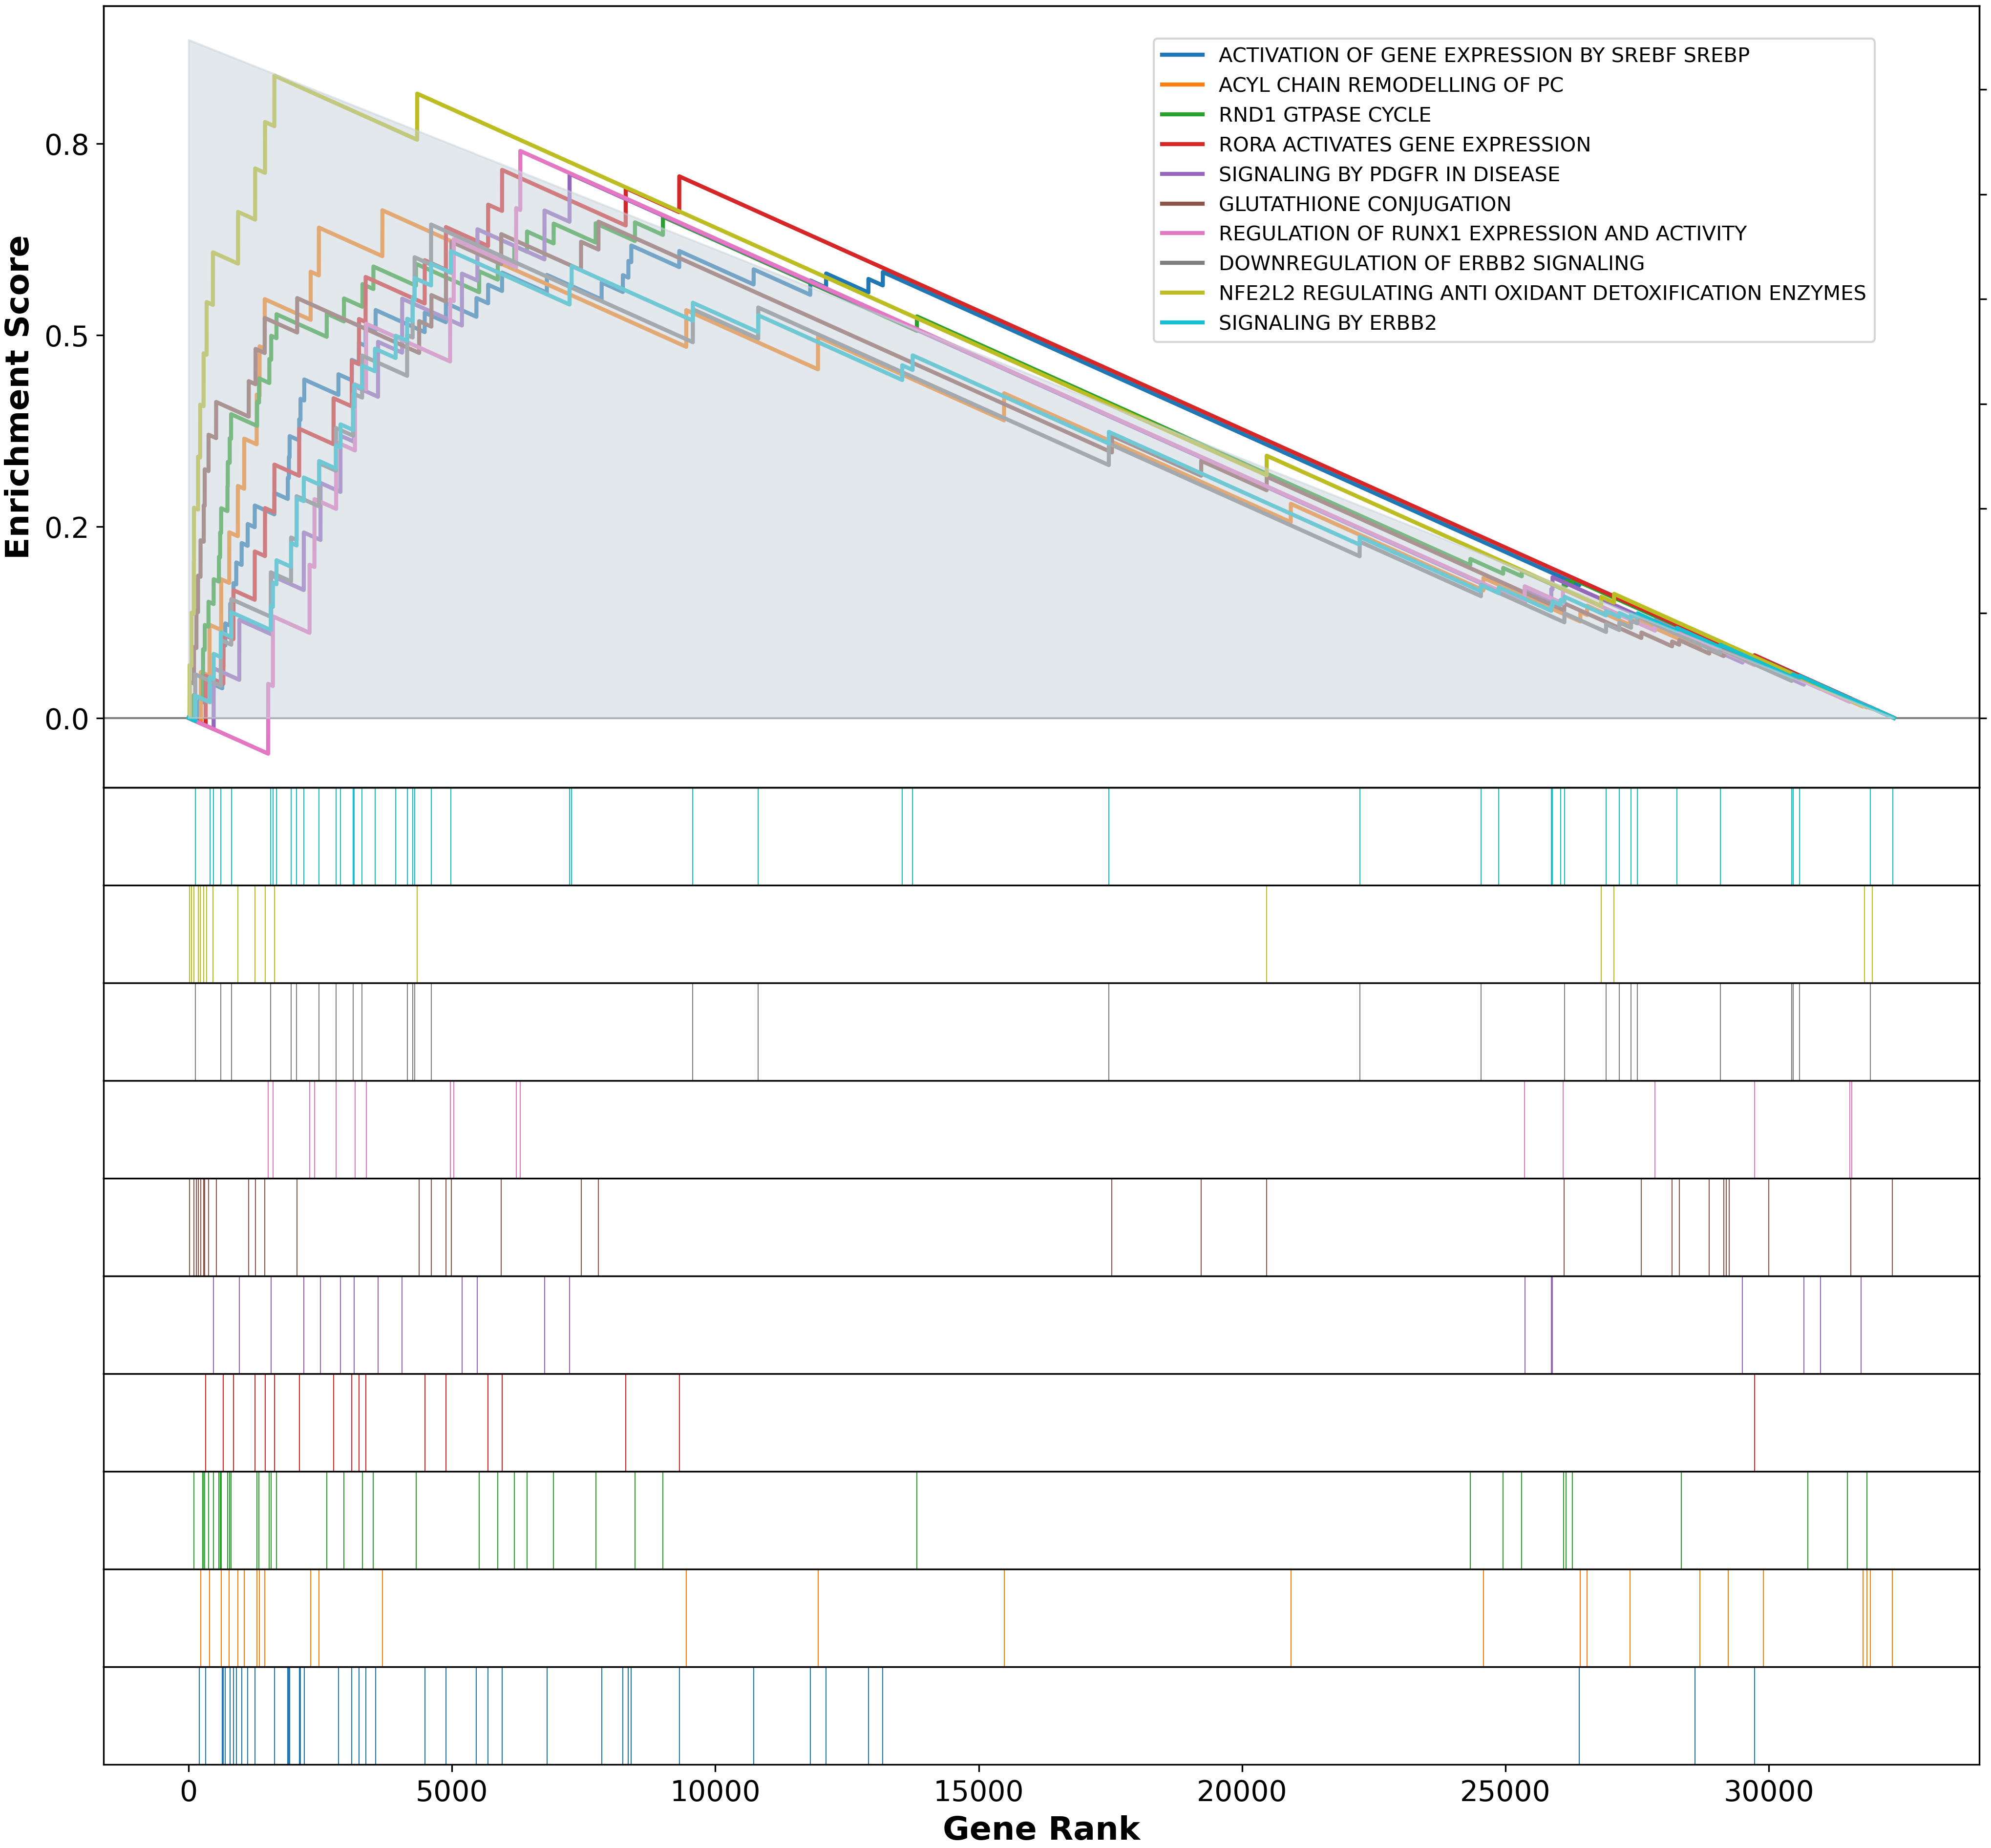 ACTIVATION OF GENE EXPRESSION BY SREBF SREBP
ACYL CHAIN REMODELLING OF PC
RND1 GTPASE CYCLE
RORA ACTIVATES GENE EXPRESSION
SIGNALING BY PDGFR IN DISEASE
GLUTATHIONE CONJUGATION
REGULATION OF RUNX1 EXPRESSION AND ACTIVITY
DOWNREGULATION OF ERBB2 SIGNALING
NFE2L2 REGULATING ANTI OXIDANT DETOXIFICATION ENZYMES
SIGNALING BY ERBB2
Enrichment Score
0.8
0.5
0.2
0.0
0 5000 10000 15000 20000 25000 30000
Gene Rank